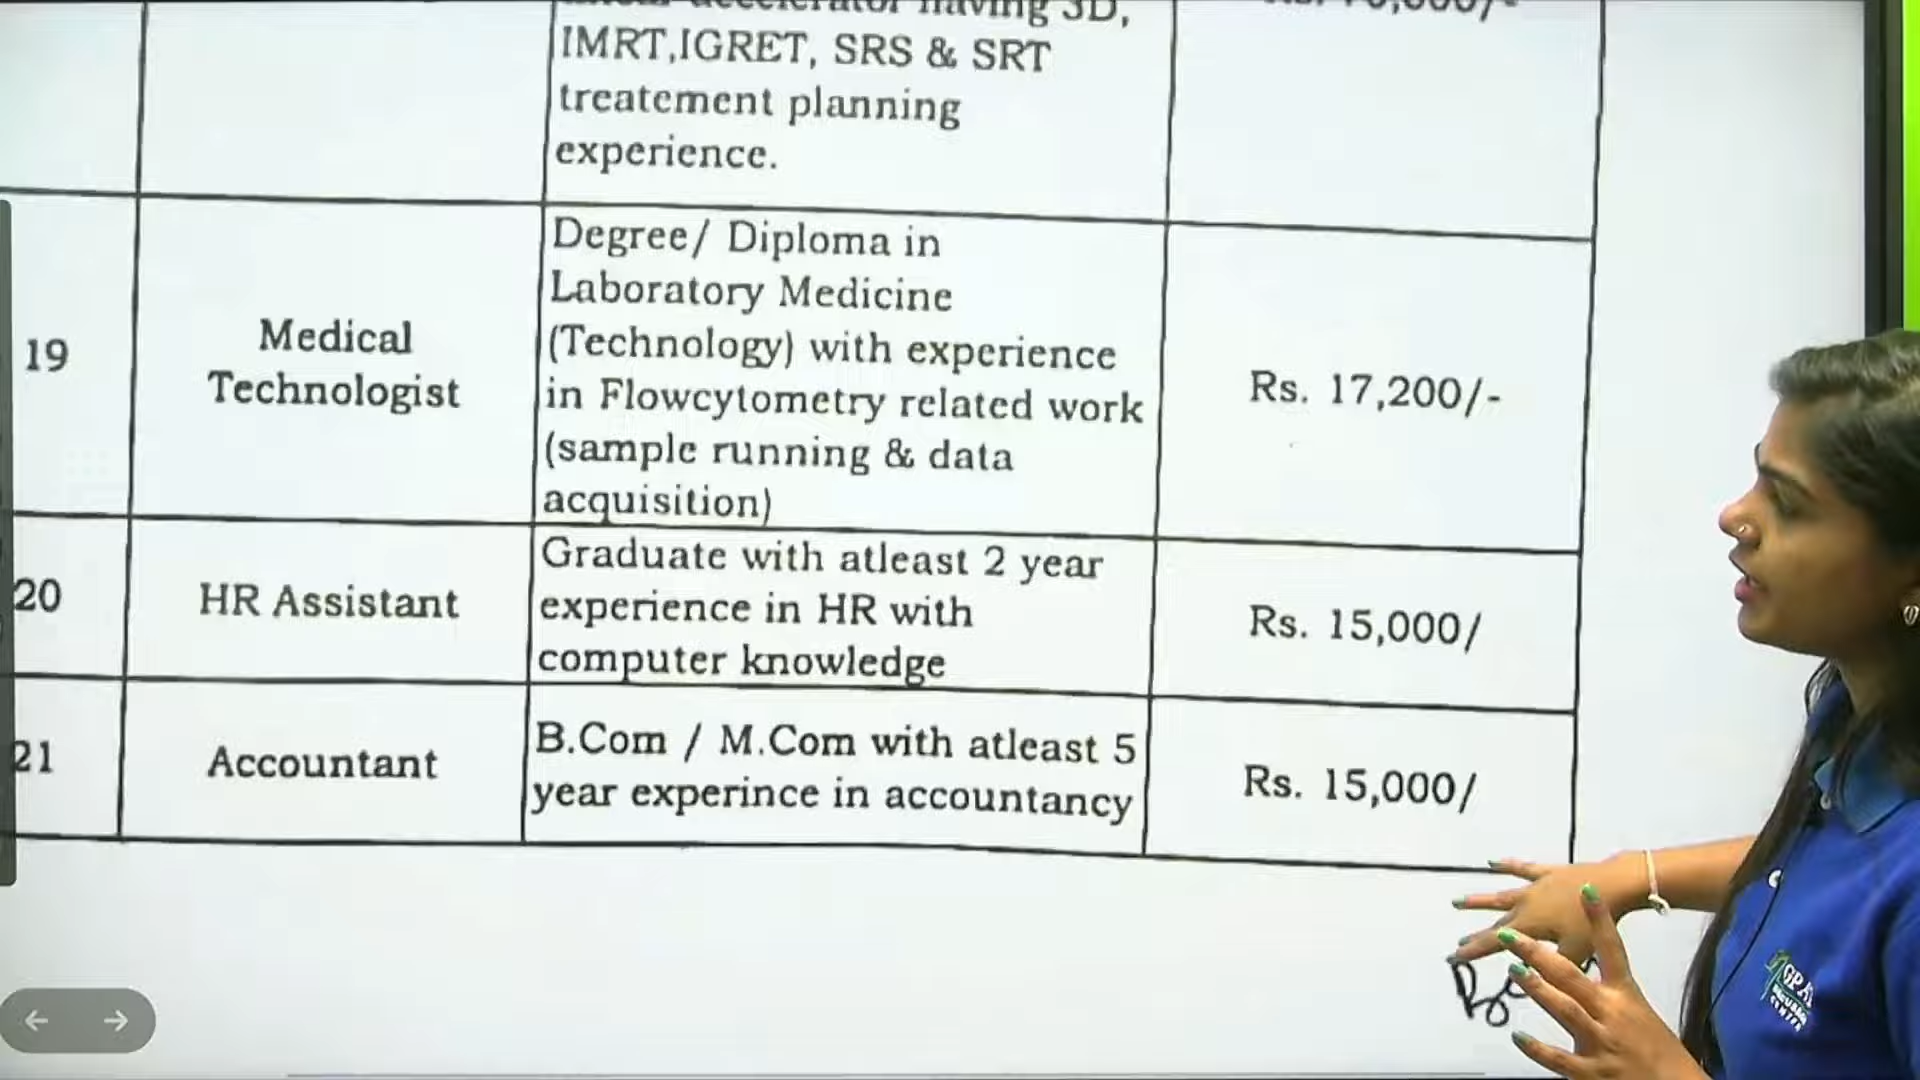 accelerator having 3D,
IMRT,IGRET, SRS & SRT
treatement planning
experience.
19
Medical
Technologist
Degree/ Diploma in
Laboratory Medicine
(Technology) with experience
in Flowcytometry related work
(sample running & data
acquisition)
Rs. 17,200/-
20
HR Assistant
Graduate with atleast 2 year
experience in HR with
computer knowledge
Rs. 15,000/
21
Accountant
B.Com / M.Com with atleast 5
year experince in accountancy
Rs. 15,000/